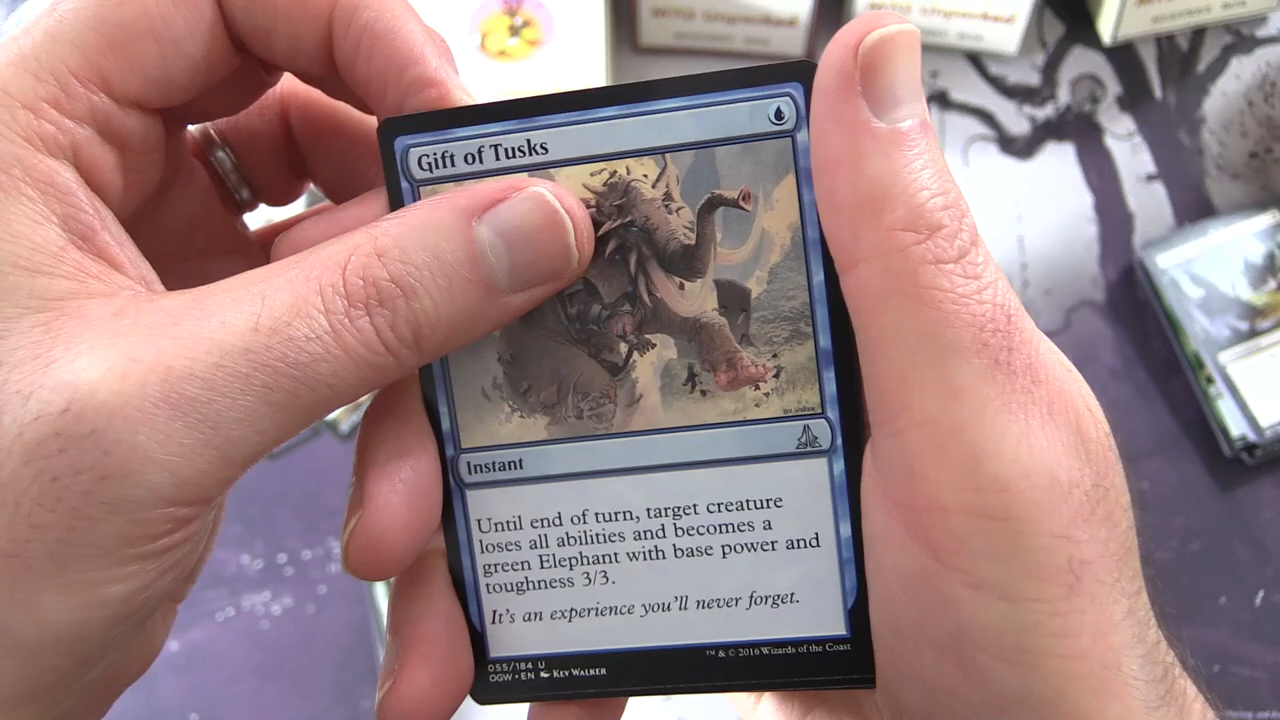 Gift of Tusks
Instant
Until end of turn, target creature
loses all abilities and becomes a
green Elephant with base power and
toughness 3/3.
It's an experience you'll never forget.
055/184 U
OGW • EN Kev Walker
™ & © 2016 Wizards of the Coast